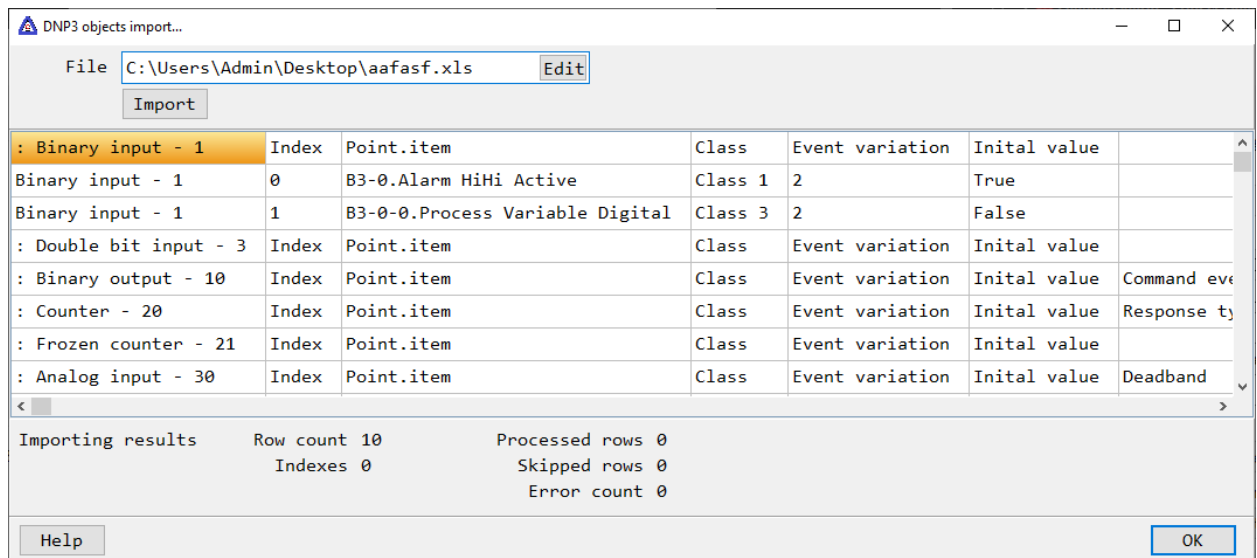 DNP3 objects import...
File C:\Users\Admin\Desktop\aafasf.xls Edit
Import
: Binary input - 1 Index Point.item Class Event variation Inital value
Binary input - 1 0 B3-0.Alarm HiHi Active Class 1 2 True
Binary input - 1 1 B3-0-0.Process Variable Digital Class 3 2 False
: Double bit input - 3 Index Point.item Class Event variation Inital value
: Binary output - 10 Index Point.item Class Event variation Inital value Command eve
: Counter - 20 Index Point.item Class Event variation Inital value Response ty
: Frozen counter - 21 Index Point.item Class Event variation Inital value
: Analog input - 30 Index Point.item Class Event variation Inital value Deadband
Importing results Row count 10 Processed rows 0
Indexes 0 Skipped rows 0
Error count 0
Help OK